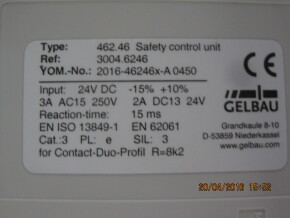 Type: 462.46 Safety control unit
Ref: 3004.6246
YOM.-No.: 2016-46246x-A 0450
Input: 24V DC -15% +10%
3A AC15 250V 2A DC13 24V
Reaction-time: 15 ms
EN ISO 13849-1 EN 62061
Cat.:3 PL: e SIL: 3
for Contact-Duo-Profil R=8k2
CE
GELBAU
Grandkaule 8-10
D-53859 Niederkassel
www.gelbau.com
20/04/2016 15:52